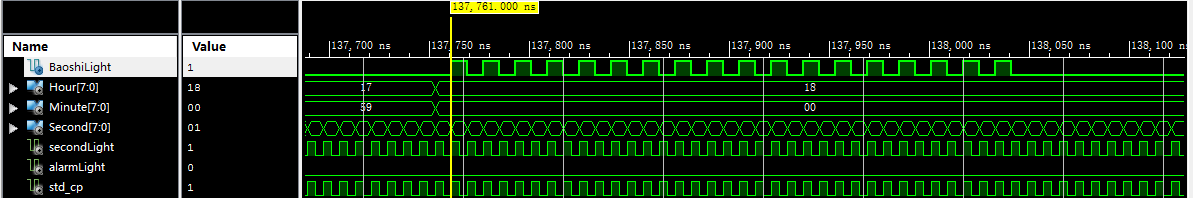 137,761.000 ns
137,700 ns 137,750 ns 137,800 ns 137,850 ns 137,900 ns 137,950 ns 138,000 ns 138,050 ns 138,100 ns
Name Value
BaoshiLight 1
Hour[7:0] 18 17 18
Minute[7:0] 00 59 00
Second[7:0] 01
secondLight 1
alarmLight 0
std_cp 1